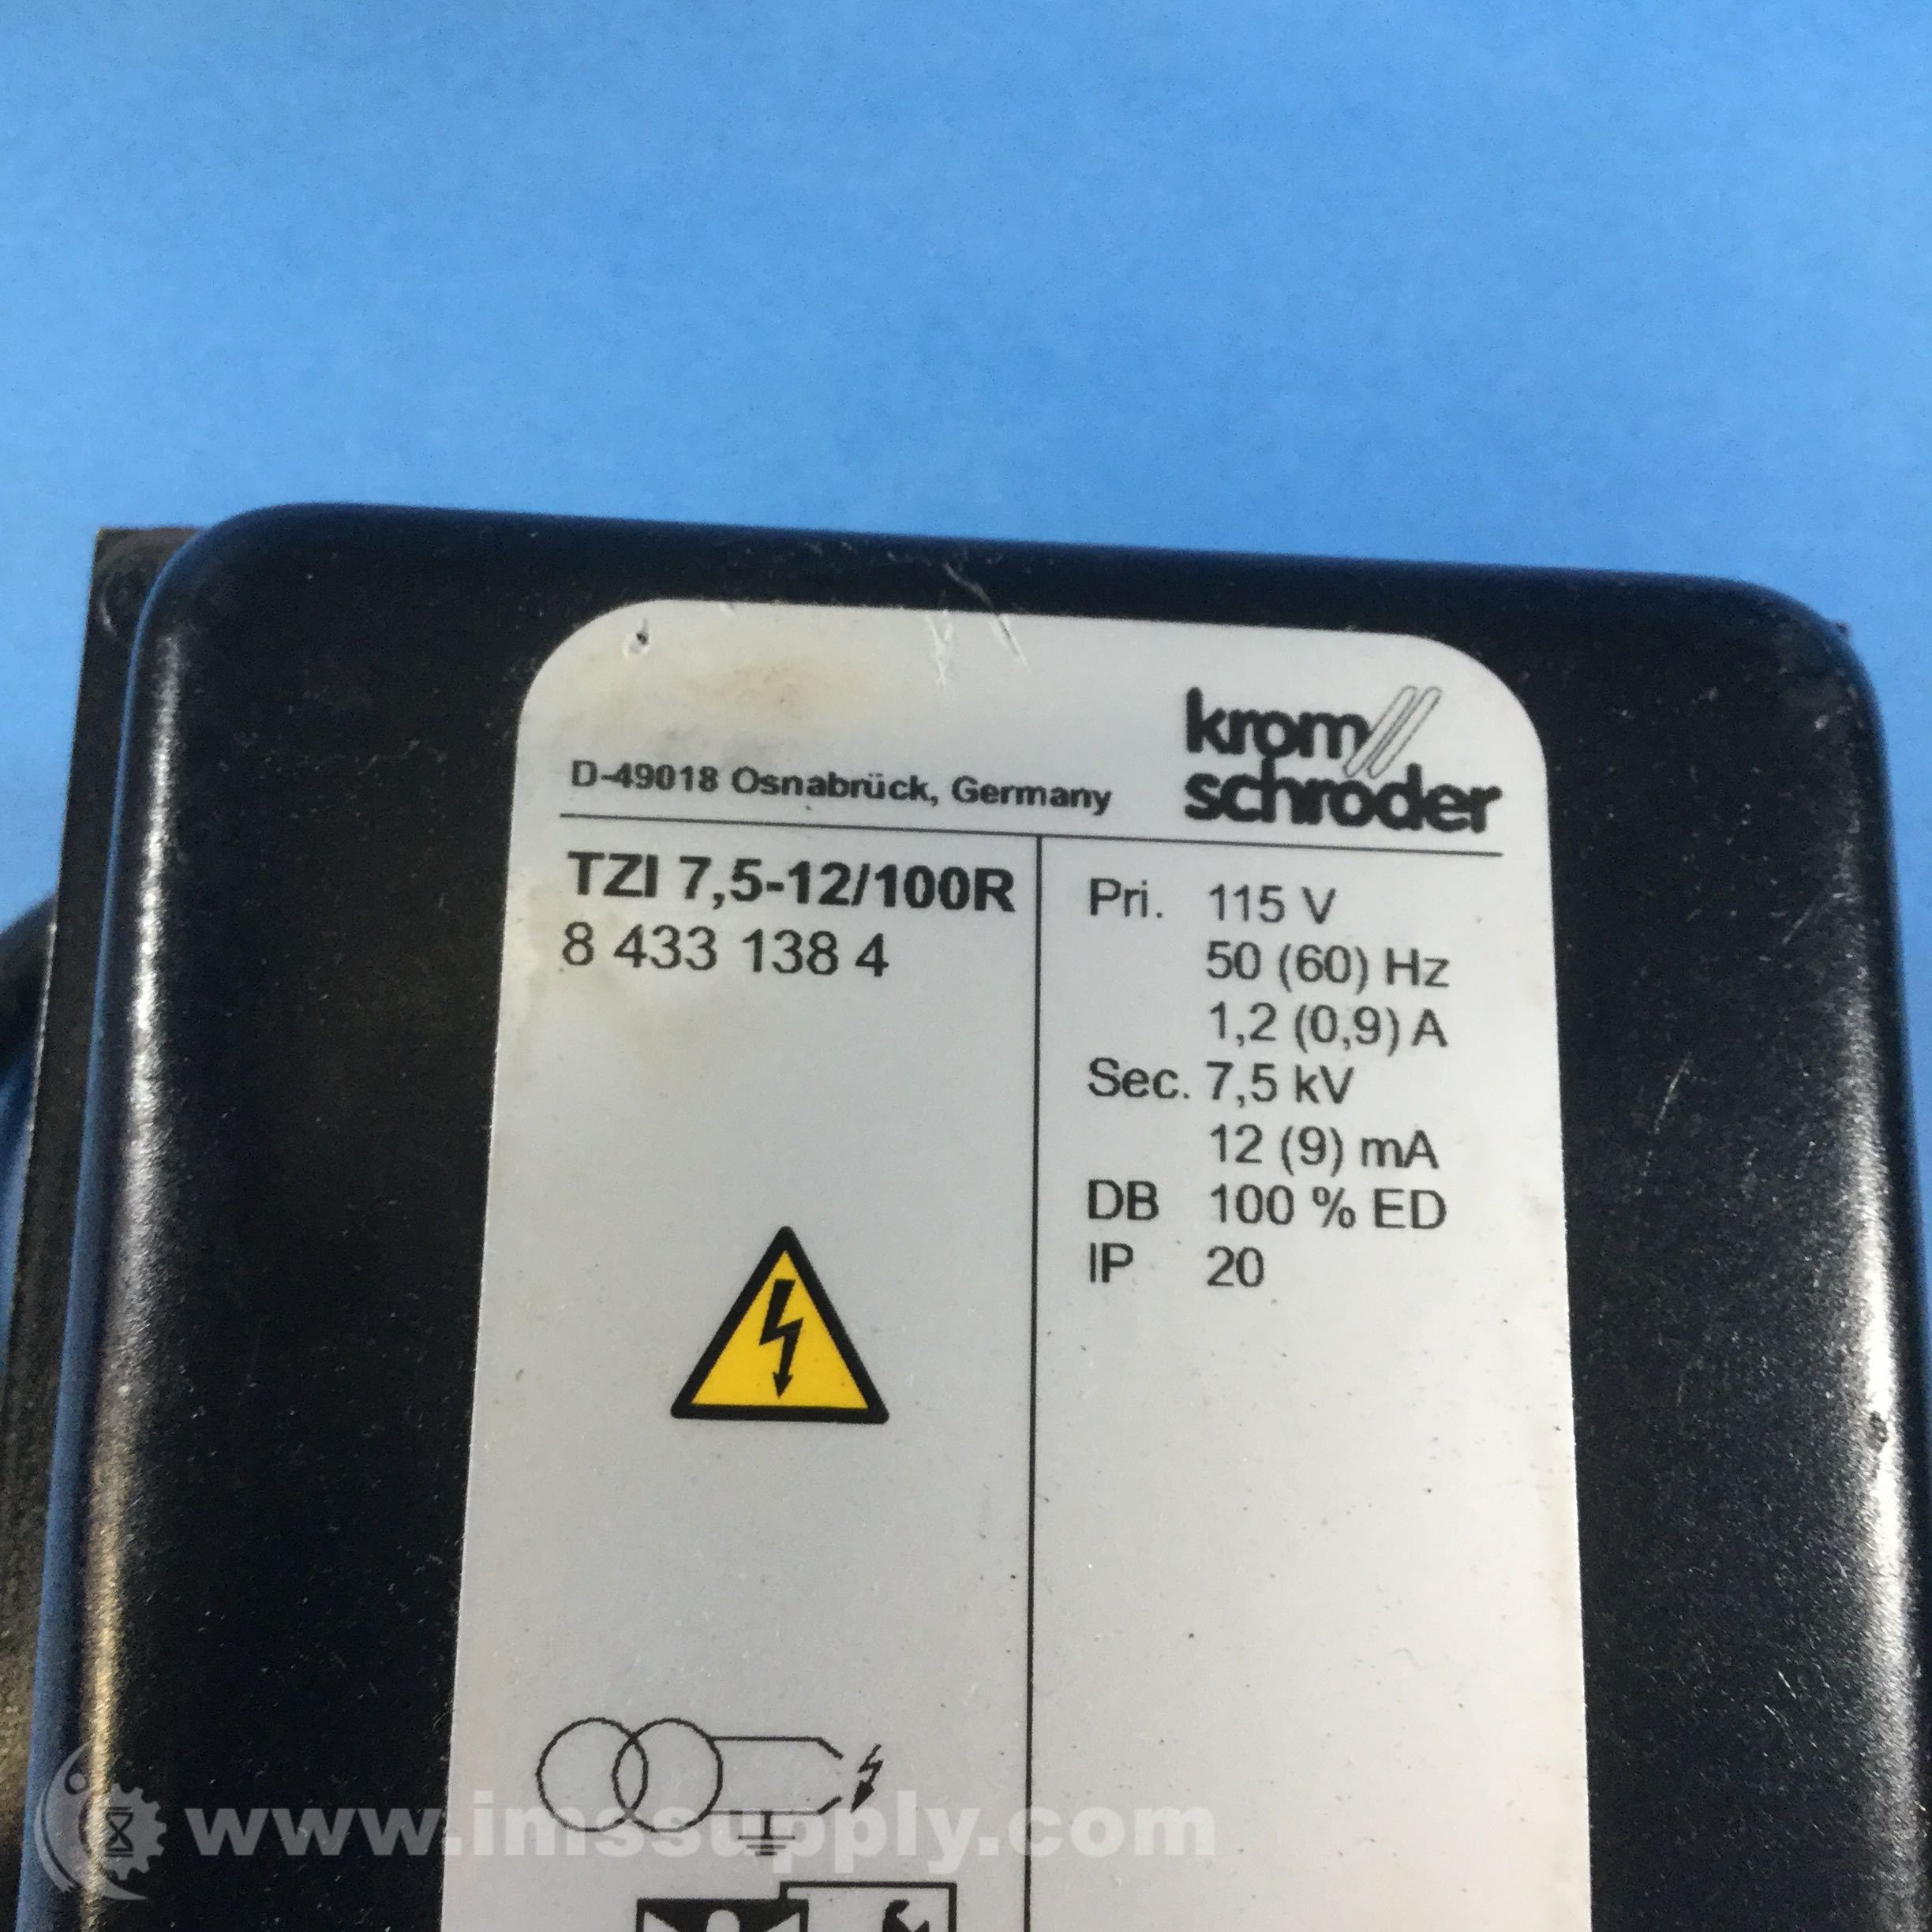 krom
schroder
D-49018 Osnabrück, Germany
TZI 7,5-12/100R
8 433 138 4
Pri. 115 V
50 (60) Hz
1,2 (0,9) A
Sec. 7,5 kV
12 (9) mA
DB 100 % ED
IP 20
www.imssupply.com